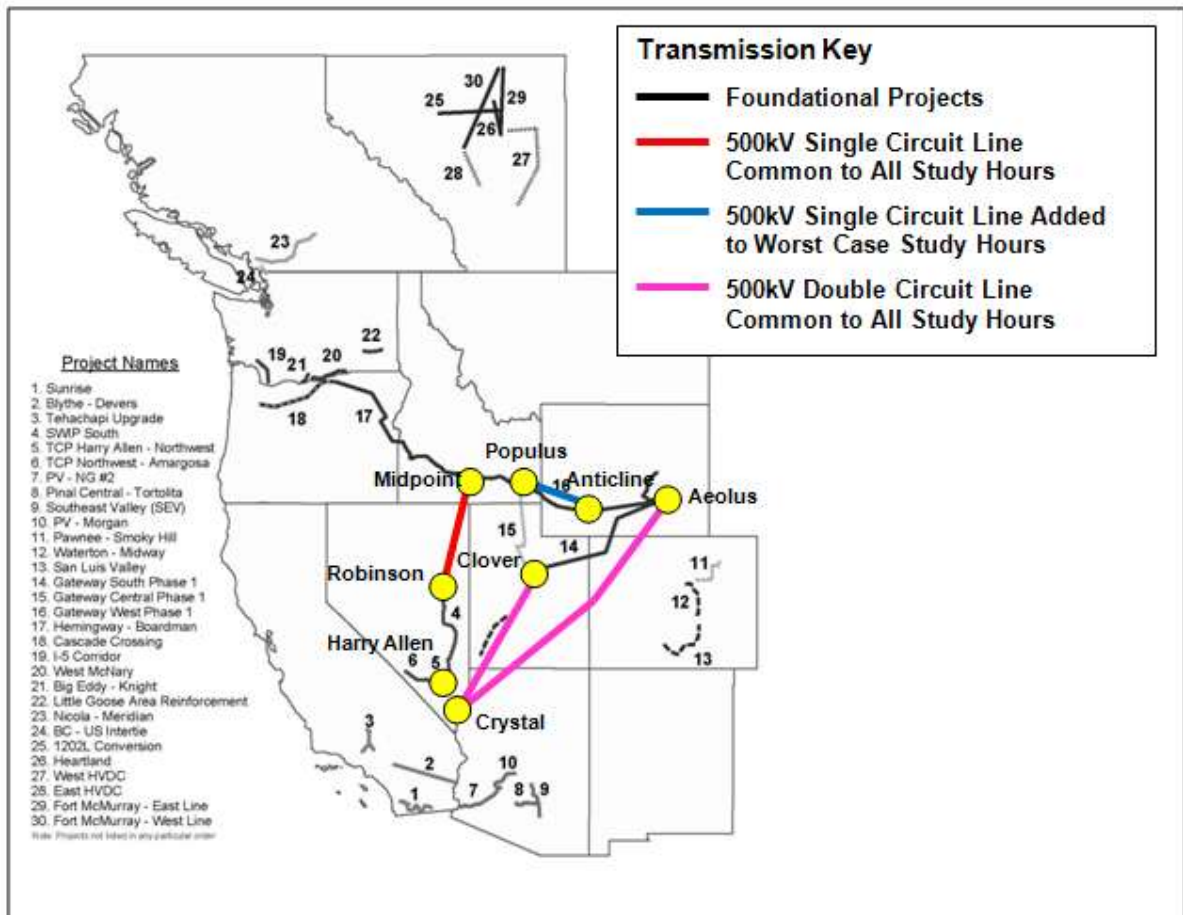 Transmission Key
Foundational Projects
500kV Single Circuit Line
Common to All Study Hours
500kV Single Circuit Line Added
to Worst Case Study Hours
500kV Double Circuit Line
Common to All Study Hours
30
29
25
26
27
28
23
24
22
19
21
20
18
17
Populus
Midpoint
16
Anticline
Aeolus
15
14
Clover
11
12
13
Robinson
4
Harry Allen
6
5
Crystal
3
2
10
1
7
8
9
Project Names
1. Sunrise
2. Blythe - Devers
3. Tehachapi Upgrade
4. SWIP South
5. TCP Harry Allen - Northwest
6. TCP Northwest - Amargosa
7. PV - NG #2
8. Pinal Central - Tortolita
9. Southeast Valley (SEV)
10. PV - Morgan
11. Pawnee - Smoky Hill
12. Waterton - Midway
13. San Luis Valley
14. Gateway South Phase 1
15. Gateway Central Phase 1
16. Gateway West Phase 1
17. Hemingway - Boardman
18. Cascade Crossing
19. I-5 Corridor
20. West McNary
21. Big Eddy - Knight
22. Little Goose Area Reinforcement
23. Nicola - Meridian
24. BC - US Intertie
25. 1202L Conversion
26. Heartland
27. West HVDC
28. East HVDC
29. Fort McMurray - East Line
30. Fort McMurray - West Line
Note: Projects not listed in any particular order